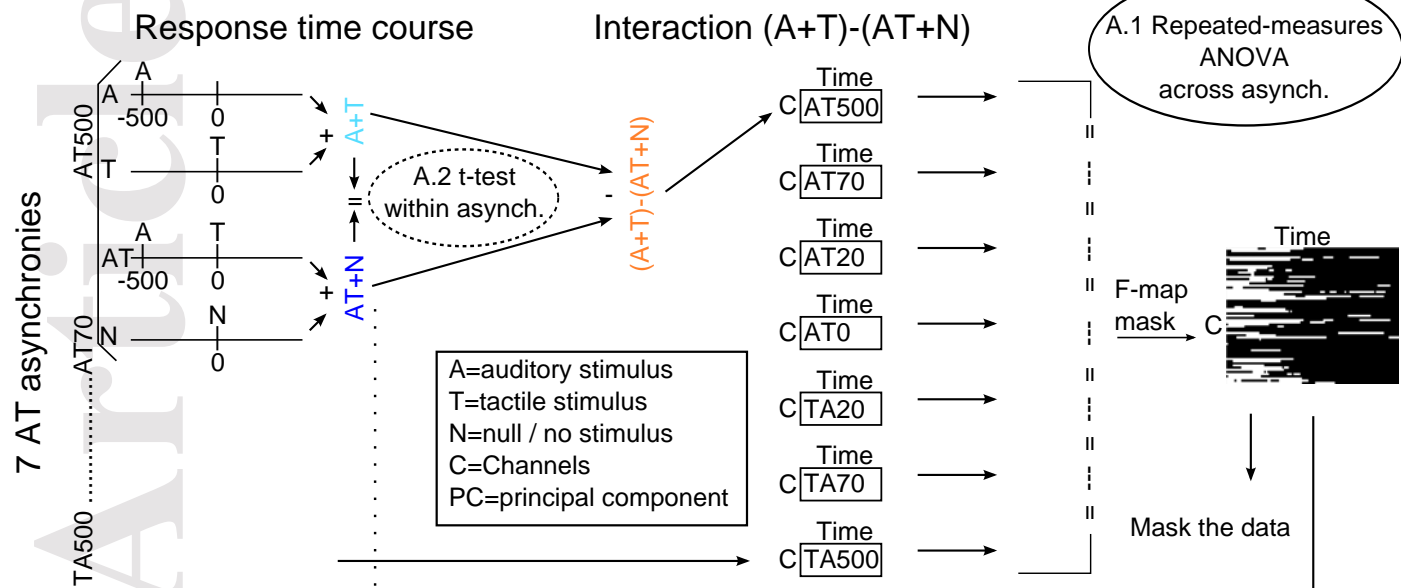 Response time course
Interaction (A+T)-(AT+N)
A.1 Repeated-measures
ANOVA
across asynch.
Article
7 AT asynchronies
AT500
AT70
TA500
A
A
-500
0
T
T
0
+
A+T
=
A.2 t-test
within asynch.
A
T
AT
-500
0
N
N
0
+
AT+N
-
(A+T)-(AT+N)
Time
C AT500
Time
C AT70
Time
C AT20
Time
C AT0
Time
C TA20
Time
C TA70
Time
C TA500
A=auditory stimulus
T=tactile stimulus
N=null / no stimulus
C=Channels
PC=principal component
=
=
=
=
=
=
F-map
mask
Time
C
Mask the data